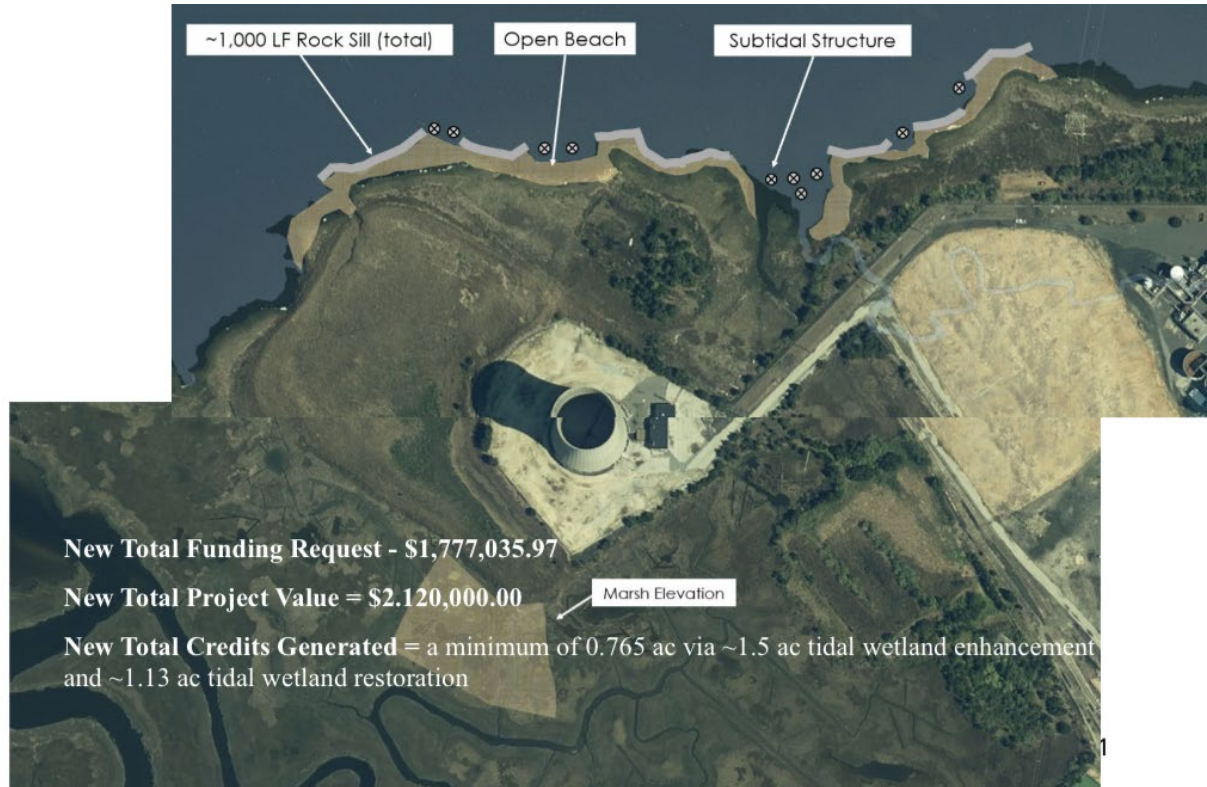 ~1,000 LF Rock Sill (total)
Open Beach
Subtidal Structure
New Total Funding Request - $1,777,035.97
New Total Project Value = $2.120,000.00
Marsh Elevation
New Total Credits Generated = a minimum of 0.765 ac via ~1.5 ac tidal wetland enhancement
and ~1.13 ac tidal wetland restoration
1